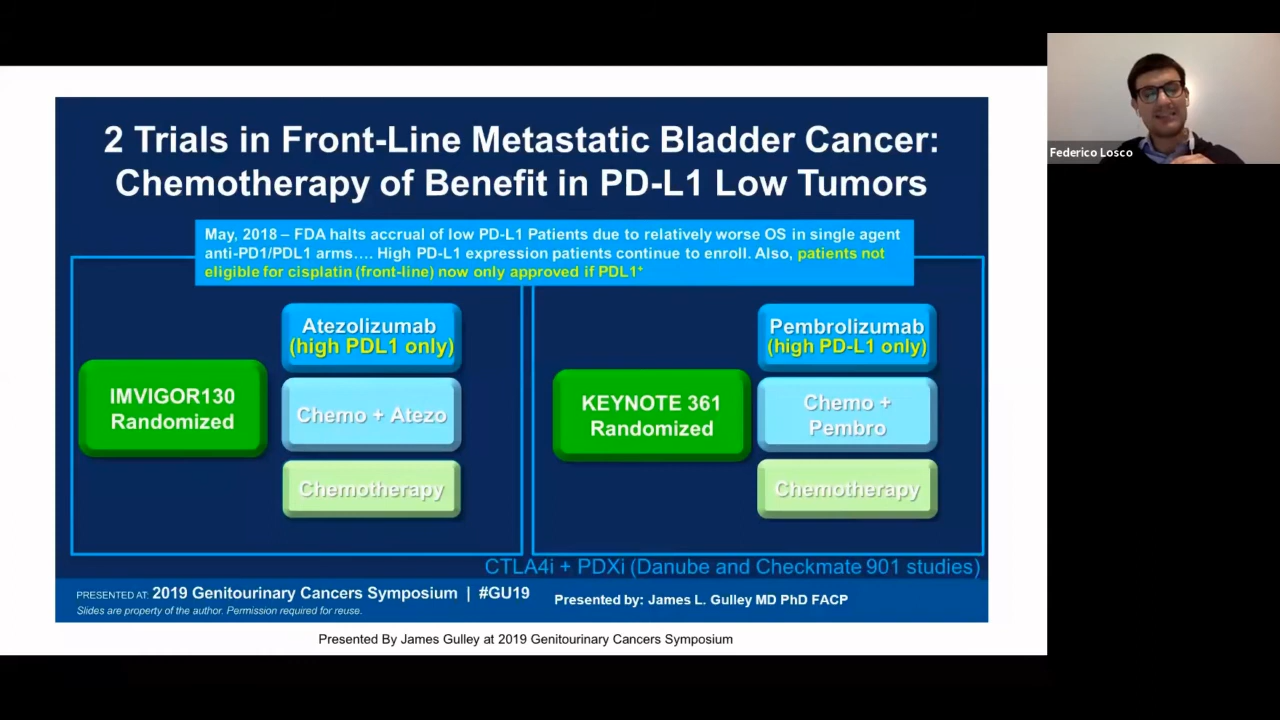 2 Trials in Front-Line Metastatic Bladder Cancer:
Chemotherapy of Benefit in PD-L1 Low Tumors
May, 2018 – FDA halts accrual of low PD-L1 Patients due to relatively worse OS in single agent
anti-PD1/PDL1 arms…. High PD-L1 expression patients continue to enroll. Also, patients not
eligible for cisplatin (front-line) now only approved if PDL1+
IMVIGOR130
Randomized
Atezolizumab
(high PDL1 only)
Chemo + Atezo
Chemotherapy
KEYNOTE 361
Randomized
Pembrolizumab
(high PD-L1 only)
Chemo +
Pembro
Chemotherapy
CTLA4i + PDXi (Danube and Checkmate 901 studies)
PRESENTED AT: 2019 Genitourinary Cancers Symposium | #GU19
Slides are property of the author. Permission required for reuse.
Presented by: James L. Gulley MD PhD FACP
Presented By James Gulley at 2019 Genitourinary Cancers Symposium
Federico Losco